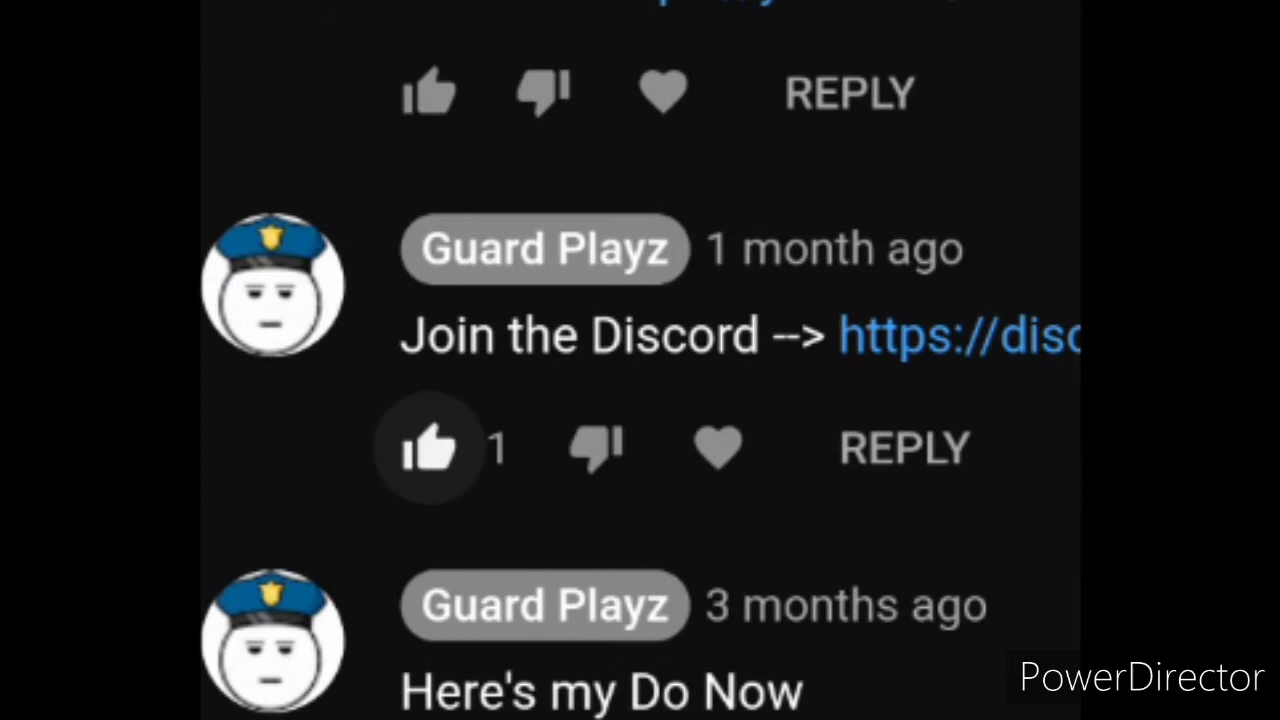 REPLY
Guard Playz 1 month ago
Join the Discord --> https://disc
1 REPLY
Guard Playz 3 months ago
Here's my Do Now
PowerDirector